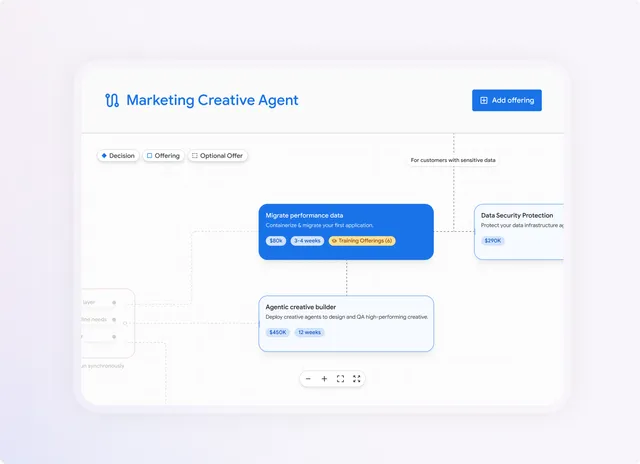 Marketing Creative Agent
Add offering
Decision
Offering
Optional Offer
For customers with sensitive data
Migrate performance data
Containerize & migrate your first application.
$80k
3-4 weeks
Training Offerings (6)
Data Security Protection
Protect your data infrastructure
$290K
Agentic creative builder
Deploy creative agents to design and QA high-performing creative.
$450K
12 weeks
needs
synchronously